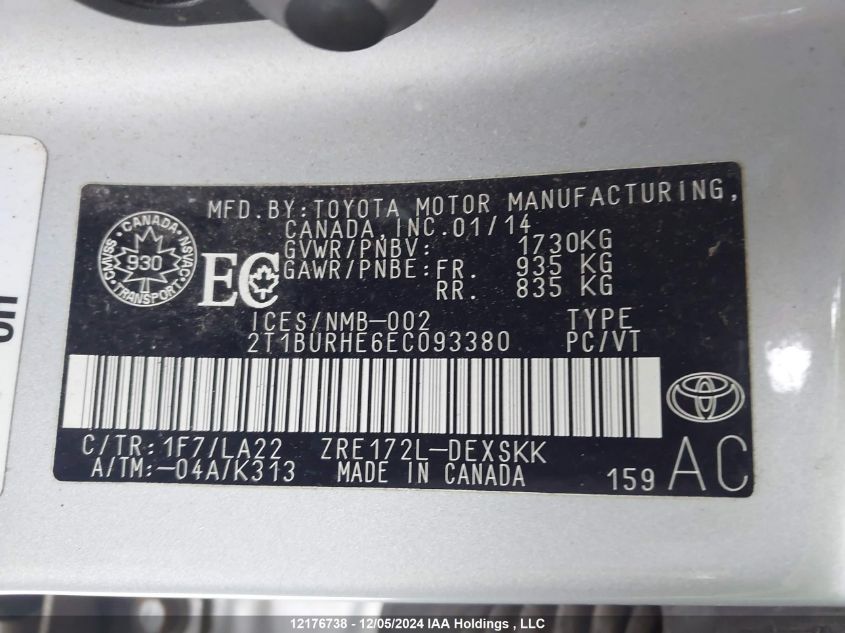 MFD.BY:TOYOTA MOTOR MANUFACTURING,
CANADA, INC.01/14
GVWR/PNBV: 1730KG
GAWR/PNBE: FR. 935 KG
RR. 835 KG
CANADA
CMVSS 930 NSVAC
TRANSPORT
EC
ICES/NMB-002 TYPE
2T1BURHE6EC093380 PC/VT
C/TR:1F7/LA22 ZRE172L-DEXSKK
A/TM:-04A/K313 MADE IN CANADA
159 AC
12176738 - 12/05/2024 IAA Holdings , LLC